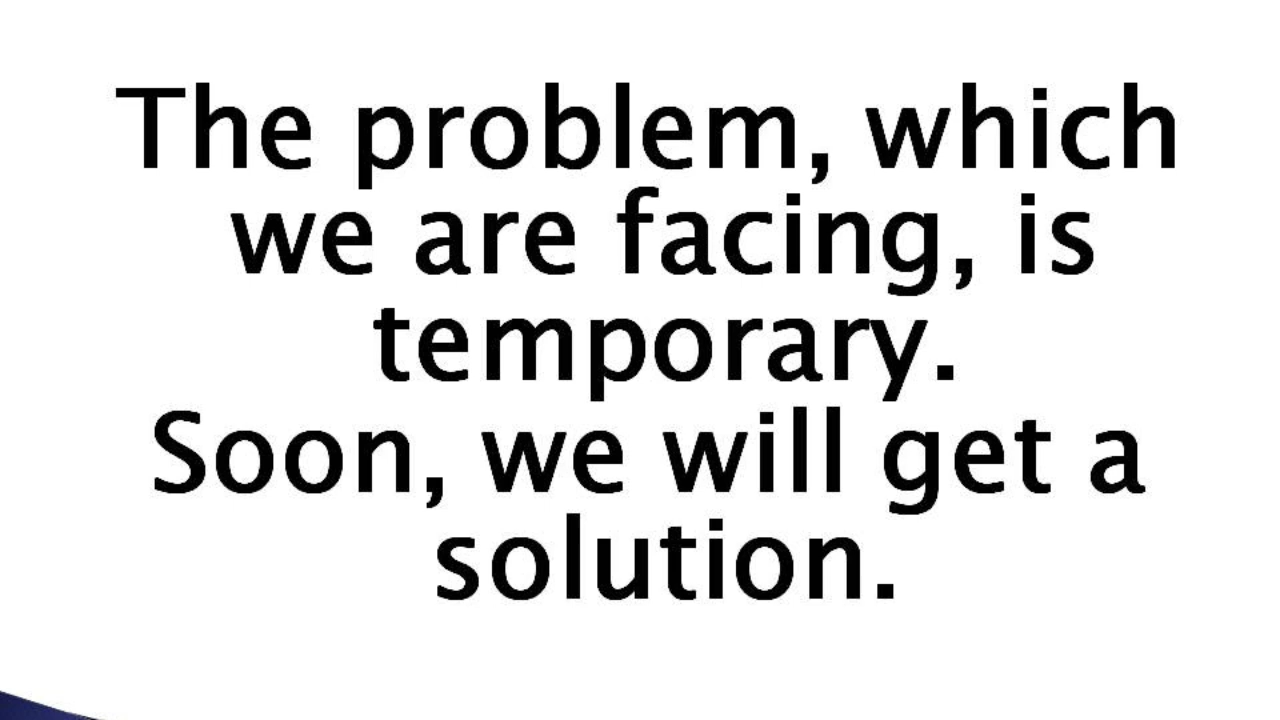 The problem, which
we are facing, is
temporary.
Soon, we will get a
solution.